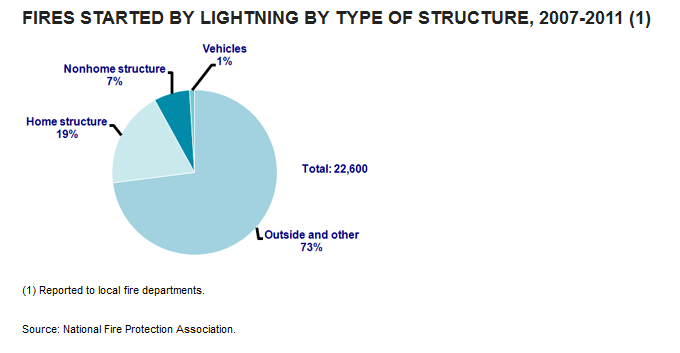 FIRES STARTED BY LIGHTNING BY TYPE OF STRUCTURE, 2007-2011 (1)
Vehicles
1%
Nonhome structure
7%
Home structure
19%
Total: 22,600
Outside and other
73%
(1) Reported to local fire departments.
Source: National Fire Protection Association.